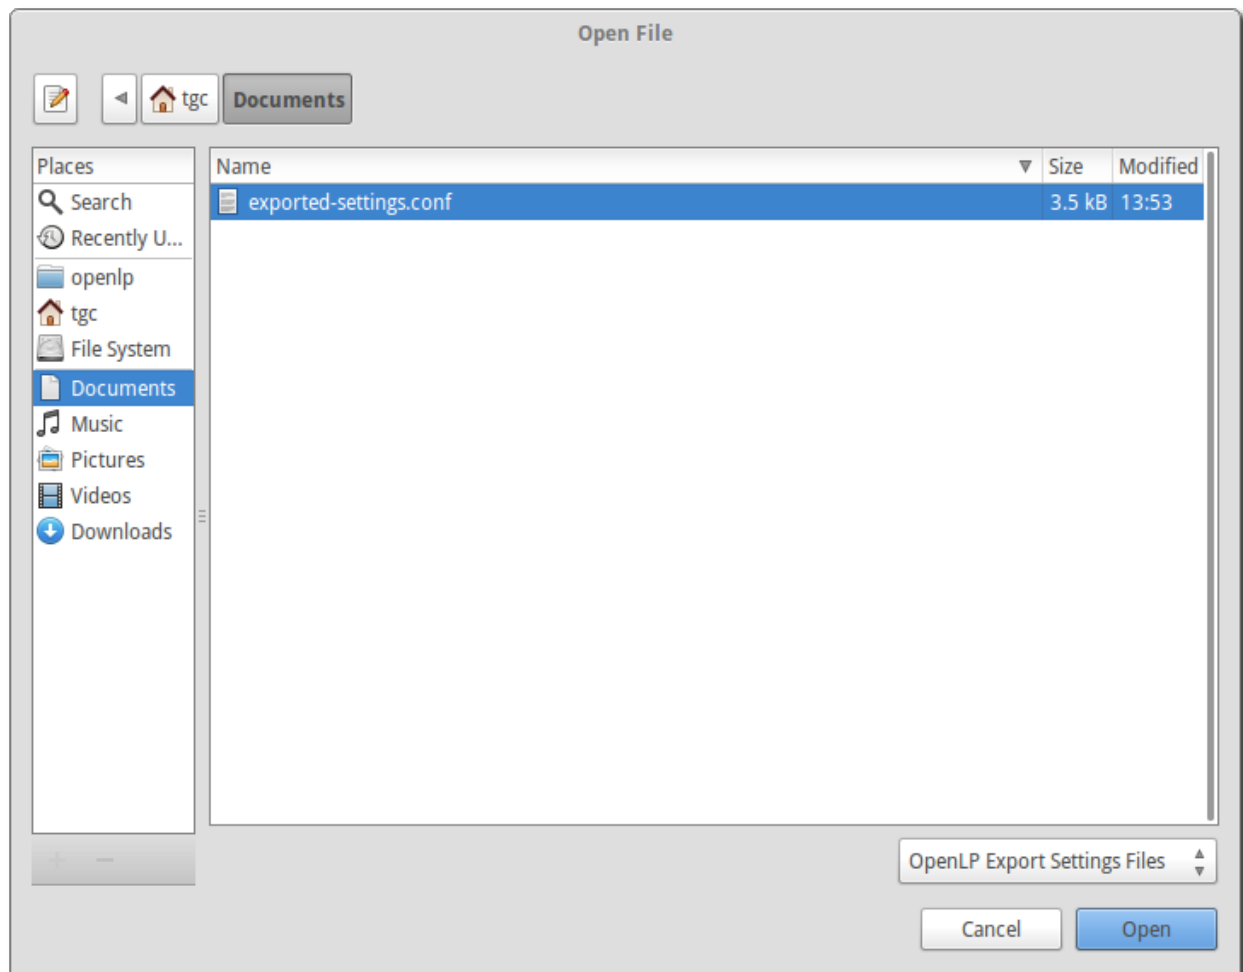 Open File
tgc Documents
Places
Search
Recently U...
openlp
tgc
File System
Documents
Music
Pictures
Videos
Downloads
Name Size Modified
exported-settings.conf 3.5 kB 13:53
OpenLP Export Settings Files
Cancel Open